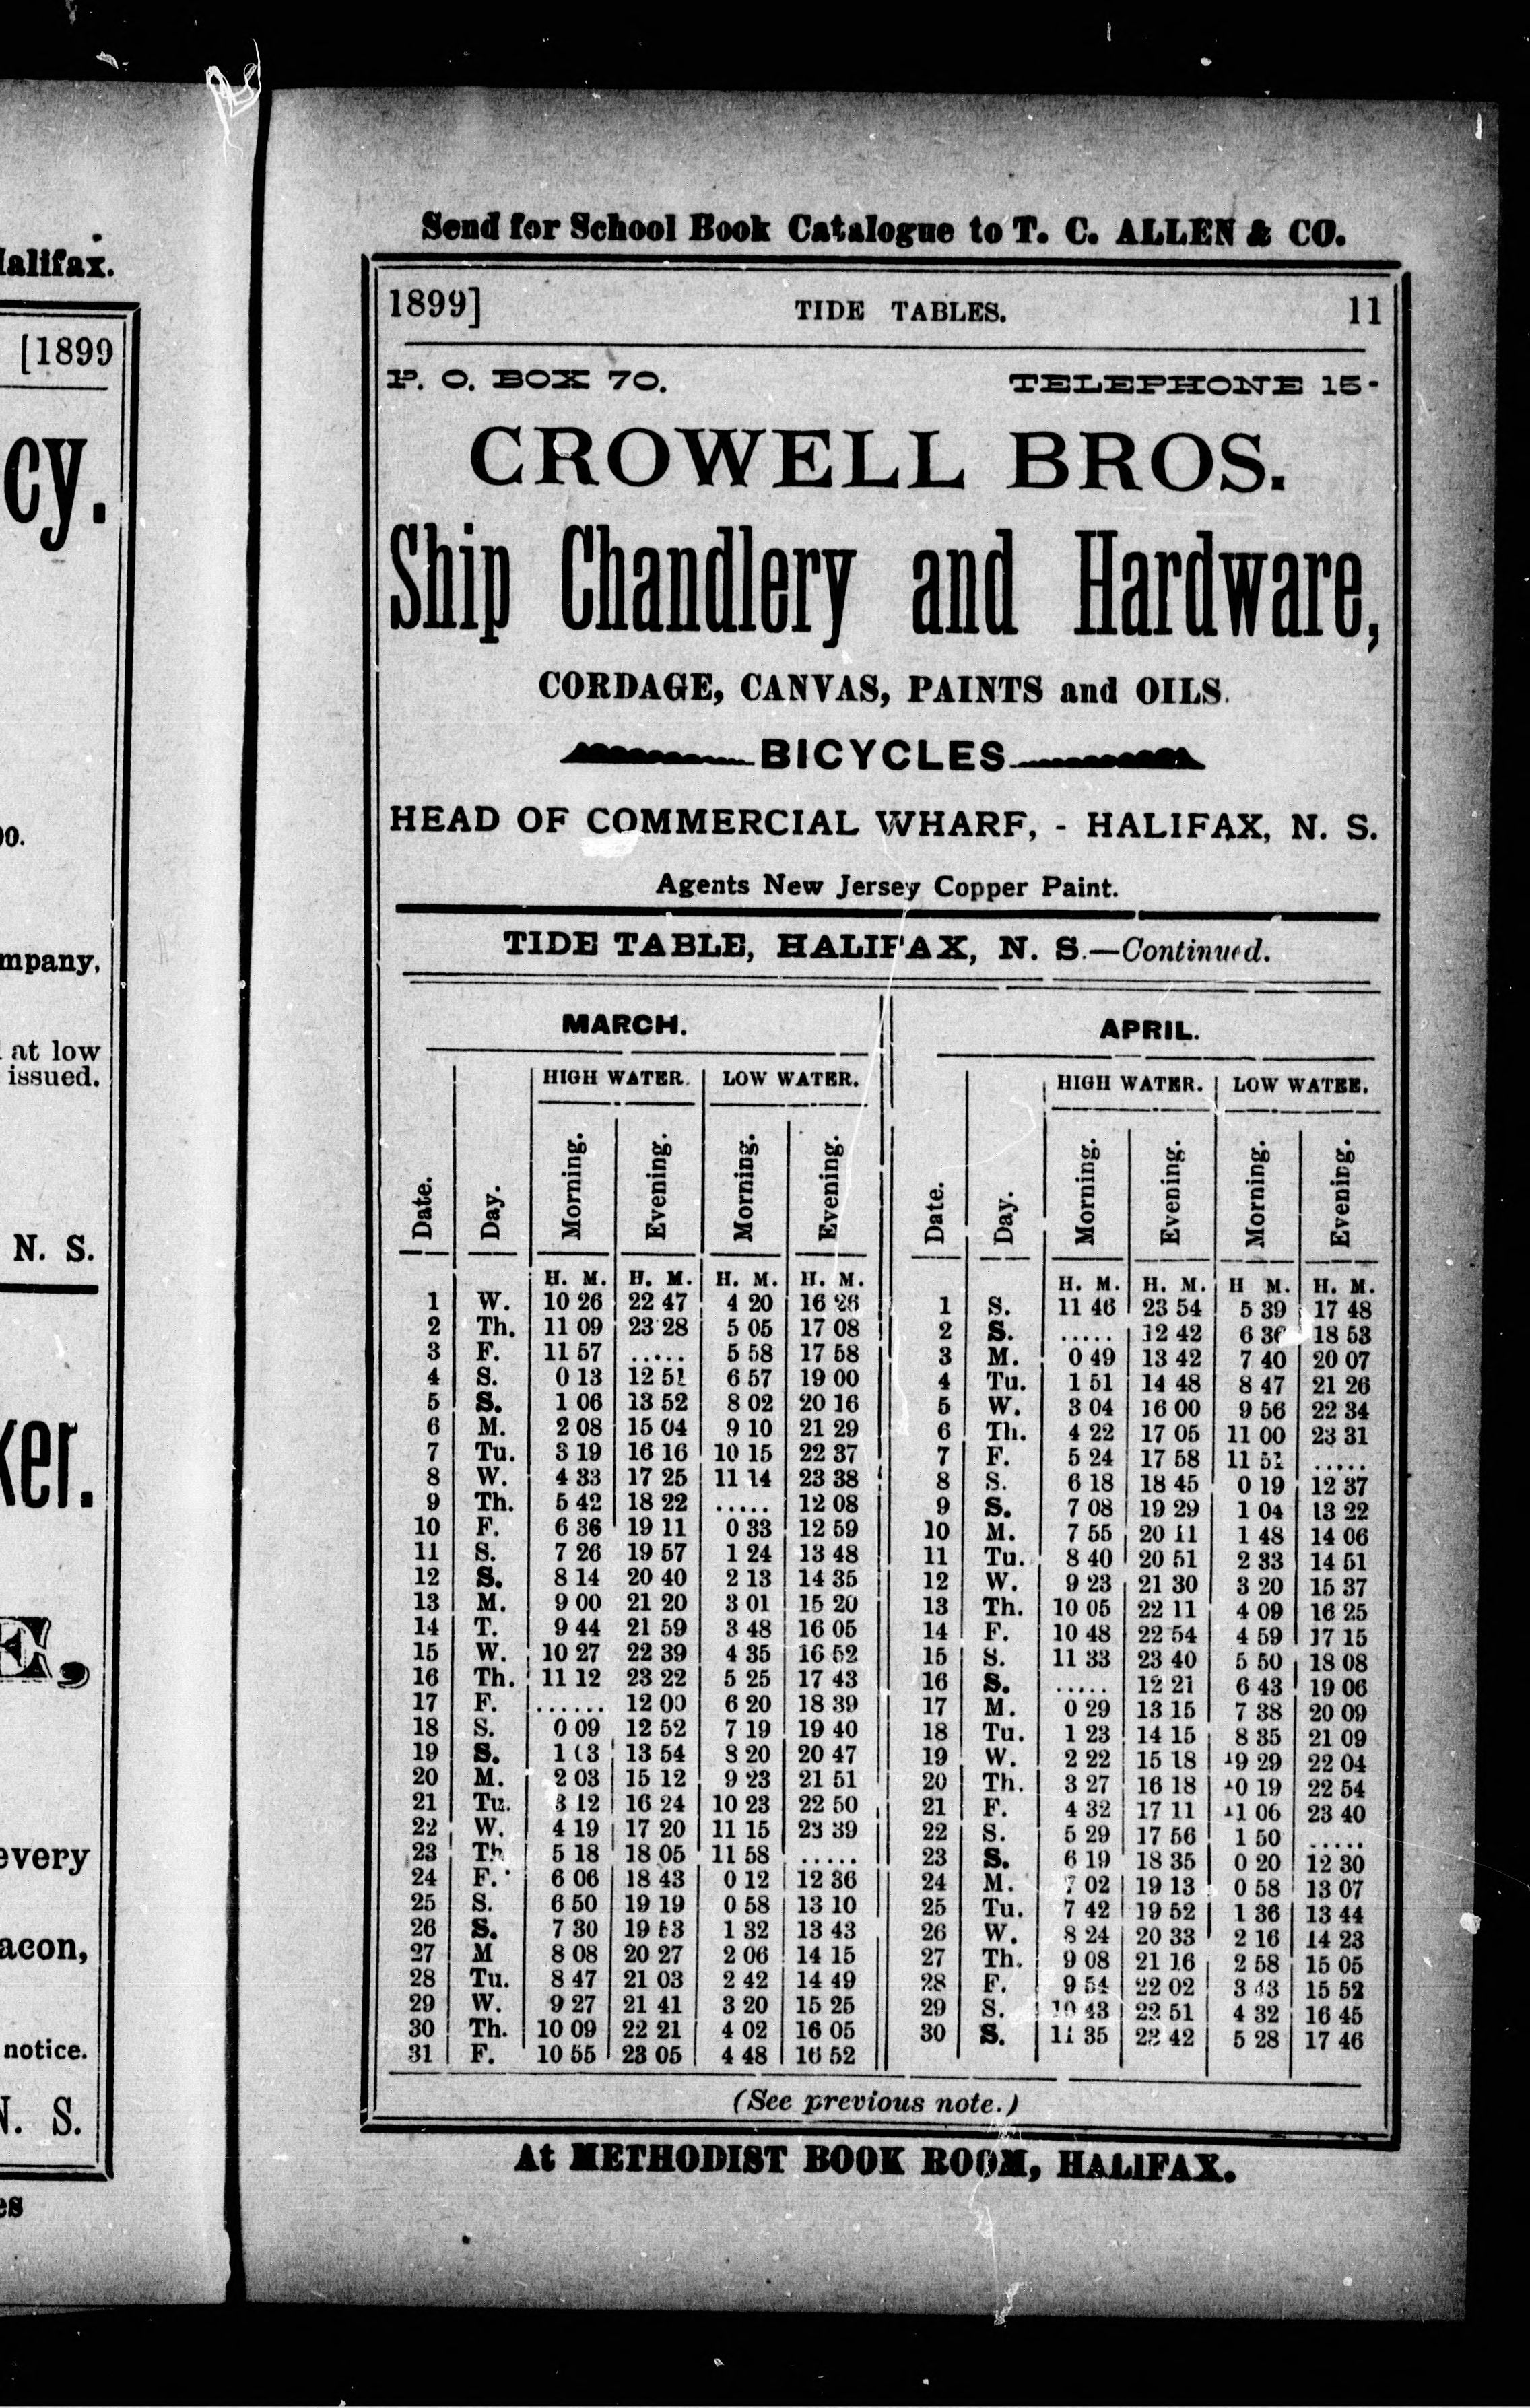 Halifax.
[1899
cy.
00.
mpany,
at low
issued.
N. S.
ker.
E,
every
acon,
notice.
N. S.
es
Send for School Book Catalogue to T. C. ALLEN & CO.
1899] TIDE TABLES. 11
P. O. BOX 70. TELEPHONE 15-
CROWELL BROS.
Ship Chandlery and Hardware,
CORDAGE, CANVAS, PAINTS and OILS.
BICYCLES
HEAD OF COMMERCIAL WHARF, - HALIFAX, N. S.
Agents New Jersey Copper Paint.
TIDE TABLE, HALIFAX, N. S.—Continued.
MARCH.
HIGH WATER. LOW WATER.
Date. Day. Morning. Evening. Morning. Evening.
H. M. H. M. H. M. H. M.
1 W. 10 26 22 47 4 20 16 26
2 Th. 11 09 23 28 5 05 17 08
3 F. 11 57 ..... 5 58 17 58
4 S. 0 13 12 51 6 57 19 00
5 S. 1 06 13 52 8 02 20 16
6 M. 2 08 15 04 9 10 21 29
7 Tu. 3 19 16 16 10 15 22 37
8 W. 4 33 17 25 11 14 23 38
9 Th. 5 42 18 22 ..... 12 08
10 F. 6 36 19 11 0 33 12 59
11 S. 7 26 19 57 1 24 13 48
12 S. 8 14 20 40 2 13 14 35
13 M. 9 00 21 20 3 01 15 20
14 T. 9 44 21 59 3 48 16 05
15 W. 10 27 22 39 4 35 16 52
16 Th. 11 12 23 22 5 25 17 43
17 F. ...... 12 00 6 20 18 39
18 S. 0 09 12 52 7 19 19 40
19 S. 1 03 13 54 8 20 20 47
20 M. 2 03 15 12 9 23 21 51
21 Tu. 3 12 16 24 10 23 22 50
22 W. 4 19 17 20 11 15 23 39
23 Th 5 18 18 05 11 58 .....
24 F. 6 06 18 43 0 12 12 36
25 S. 6 50 19 19 0 58 13 10
26 S. 7 30 19 53 1 32 13 43
27 M 8 08 20 27 2 06 14 15
28 Tu. 8 47 21 03 2 42 14 49
29 W. 9 27 21 41 3 20 15 25
30 Th. 10 09 22 21 4 02 16 05
31 F. 10 55 23 05 4 48 16 52
APRIL.
HIGH WATER. LOW WATER.
Date. Day. Morning. Evening. Morning. Evening.
H. M. H. M. H M. H. M.
1 S. 11 46 23 54 5 39 17 48
2 S. ..... 12 42 6 36 18 53
3 M. 0 49 13 42 7 40 20 07
4 Tu. 1 51 14 48 8 47 21 26
5 W. 3 04 16 00 9 56 22 34
6 Th. 4 22 17 05 11 00 23 31
7 F. 5 24 17 58 11 51 .....
8 S. 6 18 18 45 0 19 12 37
9 S. 7 08 19 29 1 04 13 22
10 M. 7 55 20 11 1 48 14 06
11 Tu. 8 40 20 51 2 33 14 51
12 W. 9 23 21 30 3 20 15 37
13 Th. 10 05 22 11 4 09 16 25
14 F. 10 48 22 54 4 59 17 15
15 S. 11 33 23 40 5 50 18 08
16 S. ..... 12 21 6 43 19 06
17 M. 0 29 13 15 7 38 20 09
18 Tu. 1 23 14 15 8 35 21 09
19 W. 2 22 15 18 9 29 22 04
20 Th. 3 27 16 18 10 19 22 54
21 F. 4 32 17 11 11 06 23 40
22 S. 5 29 17 56 1 50 .....
23 S. 6 19 18 35 0 20 12 30
24 M. 7 02 19 13 0 58 13 07
25 Tu. 7 42 19 52 1 36 13 44
26 W. 8 24 20 33 2 16 14 23
27 Th. 9 08 21 16 2 58 15 05
28 F. 9 54 22 02 3 43 15 52
29 S. 10 43 22 51 4 32 16 45
30 S. 11 35 23 42 5 28 17 46
(See previous note.)
At METHODIST BOOK ROOM, HALIFAX.